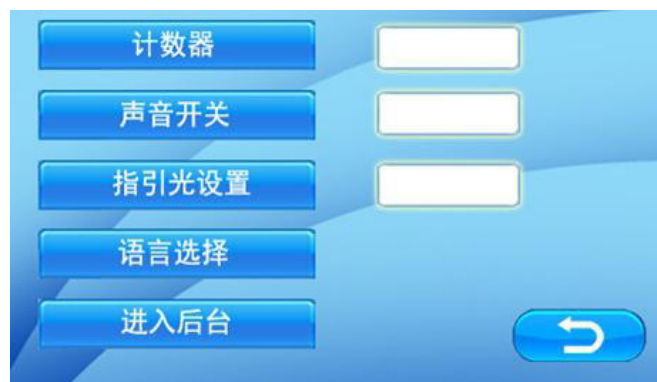 计数器
声音开关
指引光设置
语言选择
进入后台